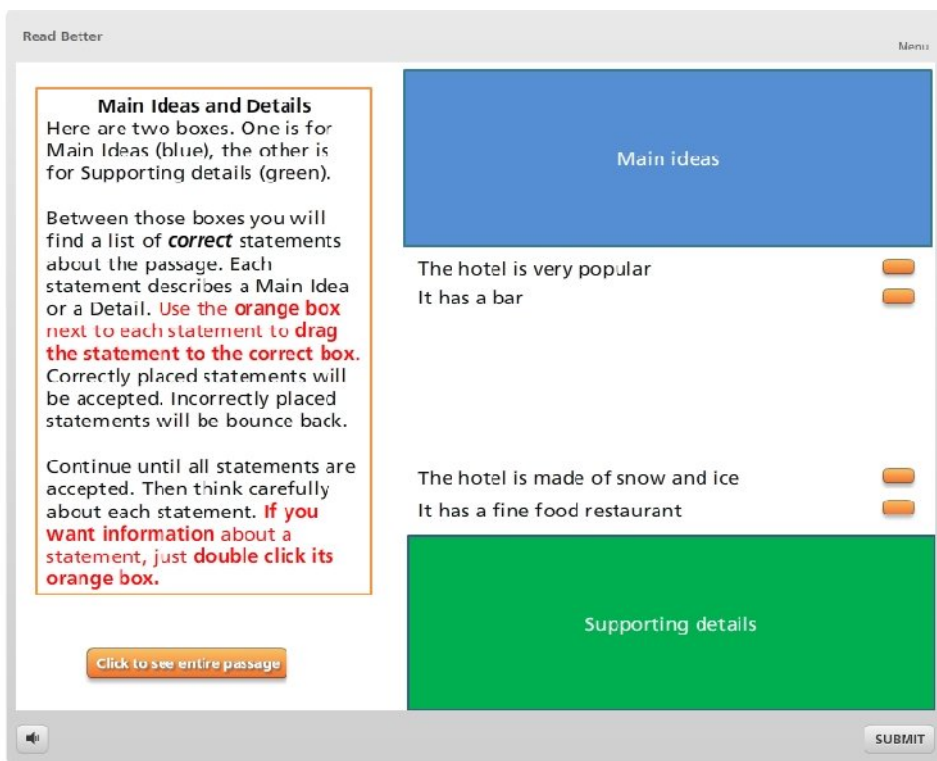 Read Better
Menu
Main Ideas and Details
Here are two boxes. One is for
Main Ideas (blue), the other is
for Supporting details (green).
Between those boxes you will
find a list of correct statements
about the passage. Each
statement describes a Main Idea
or a Detail. Use the orange box
next to each statement to drag
the statement to the correct box.
Correctly placed statements will
be accepted. Incorrectly placed
statements will be bounce back.
Continue until all statements are
accepted. Then think carefully
about each statement. If you
want information about a
statement, just double click its
orange box.
Click to see entire passage
Main ideas
The hotel is very popular
It has a bar
The hotel is made of snow and ice
It has a fine food restaurant
Supporting details
SUBMIT